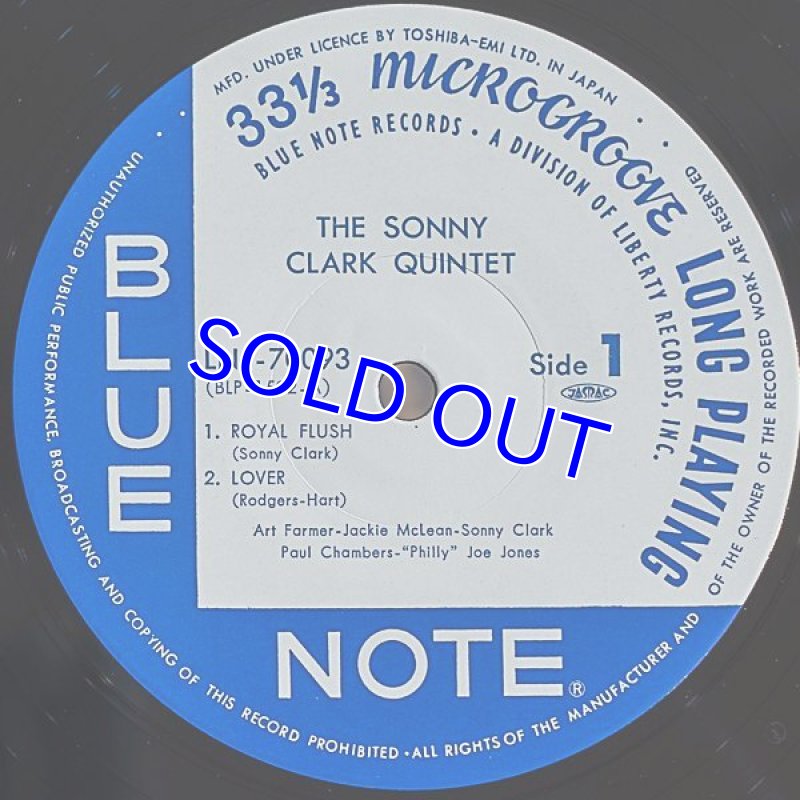 MFD. UNDER LICENCE BY TOSHIBA-EMI LTD. IN JAPAN
33⅓ MICROGROOVE LONG PLAYING
BLUE NOTE RECORDS • A DIVISION OF LIBERTY RECORDS, INC.
THE SONNY
CLARK QUINTET
Side 1
JASRAC
SOLD OUT
1. ROYAL FLUSH
(Sonny Clark)
2. LOVER
(Rodgers-Hart)
Art Farmer-Jackie McLean-Sonny Clark
Paul Chambers-"Philly" Joe Jones
BLUE
NOTE®
UNAUTHORIZED PUBLIC PERFORMANCE, BROADCASTING AND COPYING OF THIS RECORD PROHIBITED • ALL RIGHTS OF THE MANUFACTURER AND OF THE OWNER OF THE RECORDED WORK ARE RESERVED